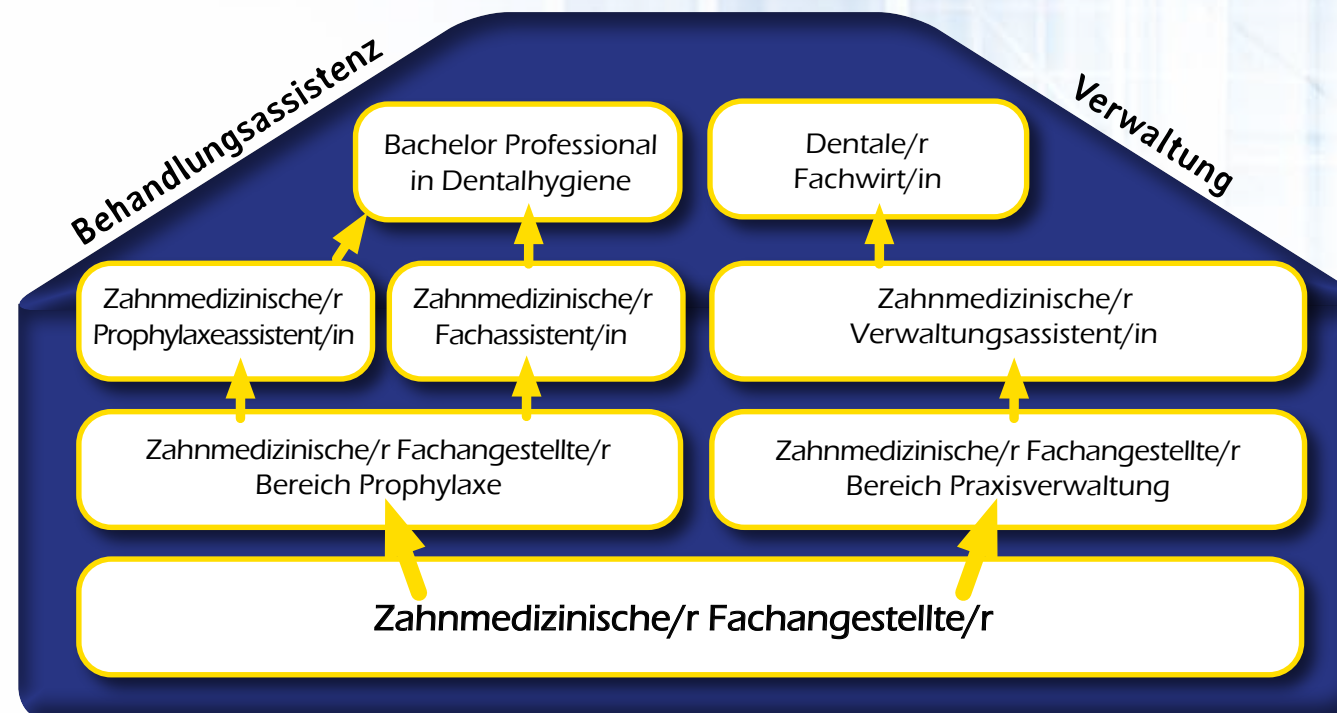 Behandlungsassistenz
Verwaltung
Bachelor Professional
in Dentalhygiene
Dentale/r
Fachwirt/in
Zahnmedizinische/r
Prophylaxeassistent/in
Zahnmedizinische/r
Fachassistent/in
Zahnmedizinische/r
Verwaltungsassistent/in
Zahnmedizinische/r Fachangestellte/r
Bereich Prophylaxe
Zahnmedizinische/r Fachangestellte/r
Bereich Praxisverwaltung
Zahnmedizinische/r Fachangestellte/r